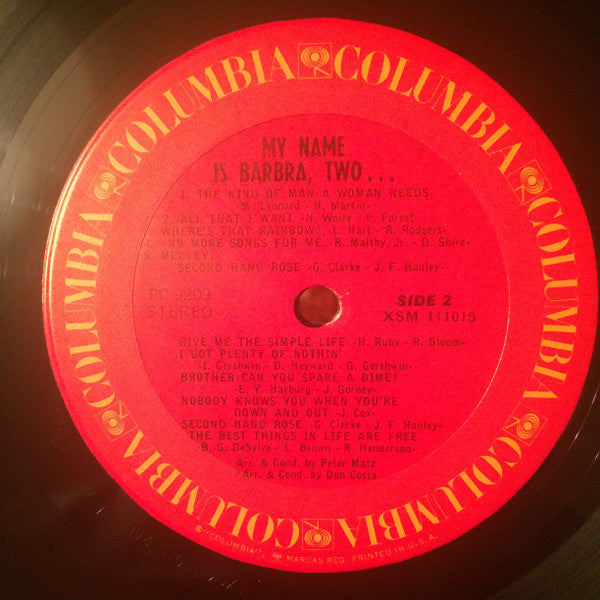 COLUMBIA COLUMBIA COLUMBIA COLUMBIA COLUMBIA COLUMBIA
MY NAME
IS BARBRA, TWO...
1. THE KIND OF MAN A WOMAN NEEDS
M. Leonard - H. Martin-
2. ALL THAT I WANT -N. Wolfe - F. Forest-
WHERE'S THAT RAINBOW? -L. Hart - R. Rodgers-
NO MORE SONGS FOR ME -R. Maltby, Jr. - D. Shire-
5. MEDLEY:
SECOND HAND ROSE -G. Clarke - J. F. Hanley-
PC 9209
STEREO
SIDE 2
XSM 111015
GIVE ME THE SIMPLE LIFE -H. Ruby - R. Bloom-
I GOT PLENTY OF NOTHIN'
-I. Gershwin - D. Heyward - G. Gershwin-
BROTHER CAN YOU SPARE A DIME?
-E. Y. Harburg - J. Gorney-
NOBODY KNOWS YOU WHEN YOU'RE
DOWN AND OUT -J. Cox-
SECOND HAND ROSE -G. Clarke - J. F. Hanley-
THE BEST THINGS IN LIFE ARE FREE
-B. G. DeSylva - L. Brown - R. Henderson-
Arr. & Cond. by Peter Matz
*Arr. & Cond. by Don Costa
® "COLUMBIA", MARCAS REG. PRINTED IN U.S.A.